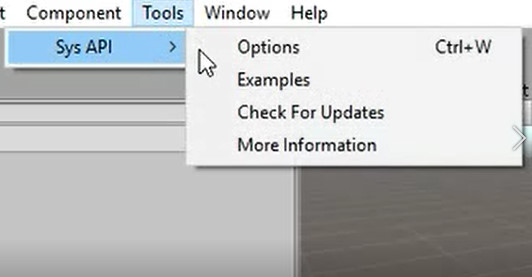 Component Tools Window Help
Sys API > Options Ctrl+W
Examples
Check For Updates
More Information